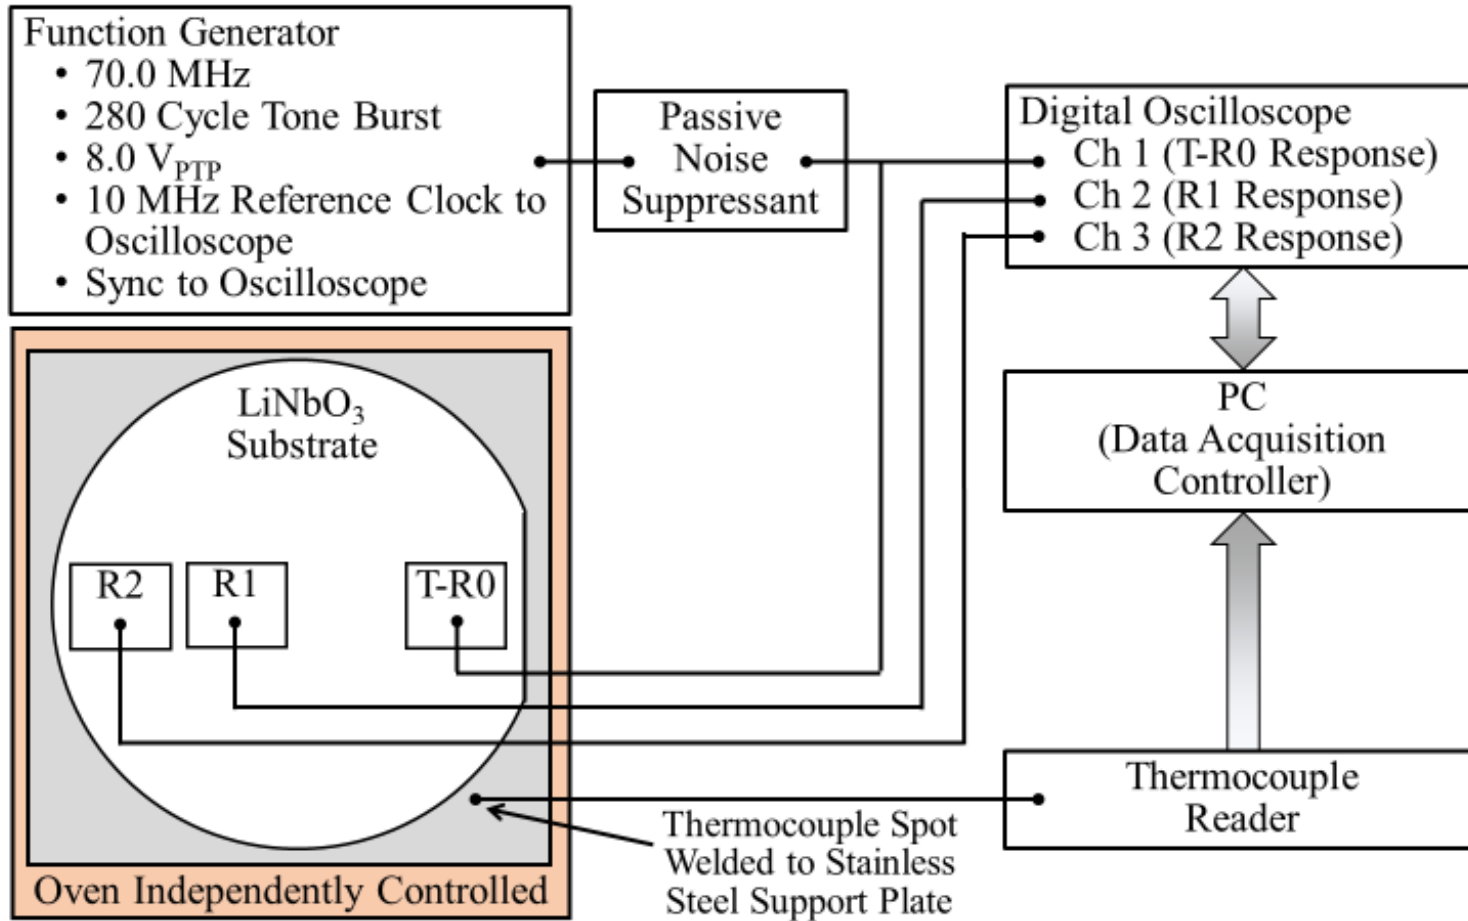 Function Generator
• 70.0 MHz
• 280 Cycle Tone Burst
• 8.0 V_PTP
• 10 MHz Reference Clock to
Oscilloscope
• Sync to Oscilloscope
Passive
Noise
Suppressant
Digital Oscilloscope
Ch 1 (T-R0 Response)
Ch 2 (R1 Response)
Ch 3 (R2 Response)
LiNbO₃
Substrate
R2
R1
T-R0
PC
(Data Acquisition
Controller)
Thermocouple
Reader
Thermocouple Spot
Welded to Stainless
Steel Support Plate
Oven Independently Controlled